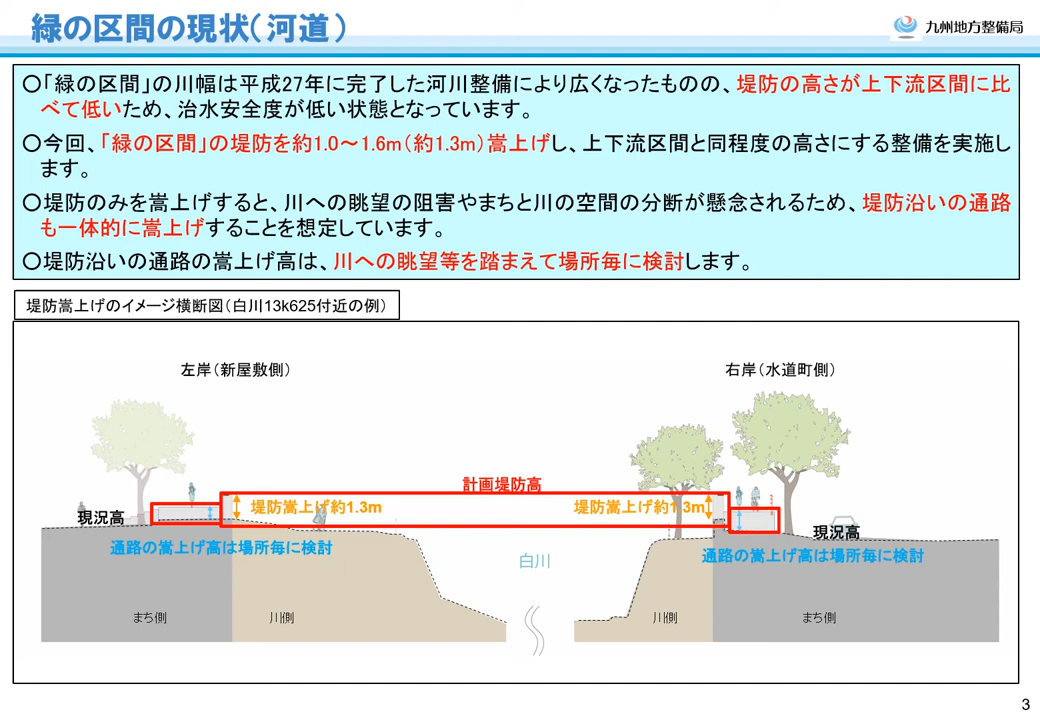 緑の区間の現状(河道)
九州地方整備局
○「緑の区間」の川幅は平成27年に完了した河川整備により広くなったものの、堤防の高さが上下流区間に比
べて低いため、治水安全度が低い状態となっています。
○今回、「緑の区間」の堤防を約1.0～1.6m(約1.3m)嵩上げし、上下流区間と同程度の高さにする整備を実施し
ます。
○堤防のみを嵩上げすると、川への眺望の阻害やまちと川の空間の分断が懸念されるため、堤防沿いの通路
も一体的に嵩上げすることを想定しています。
○堤防沿いの通路の嵩上げ高は、川への眺望等を踏まえて場所毎に検討します。
堤防嵩上げのイメージ横断図(白川13k625付近の例)
左岸(新屋敷側)
右岸(水道町側)
計画堤防高
堤防嵩上げ約1.3m
堤防嵩上げ約1.3m
現況高
現況高
通路の嵩上げ高は場所毎に検討
通路の嵩上げ高は場所毎に検討
白川
まち側
川側
川側
まち側
3